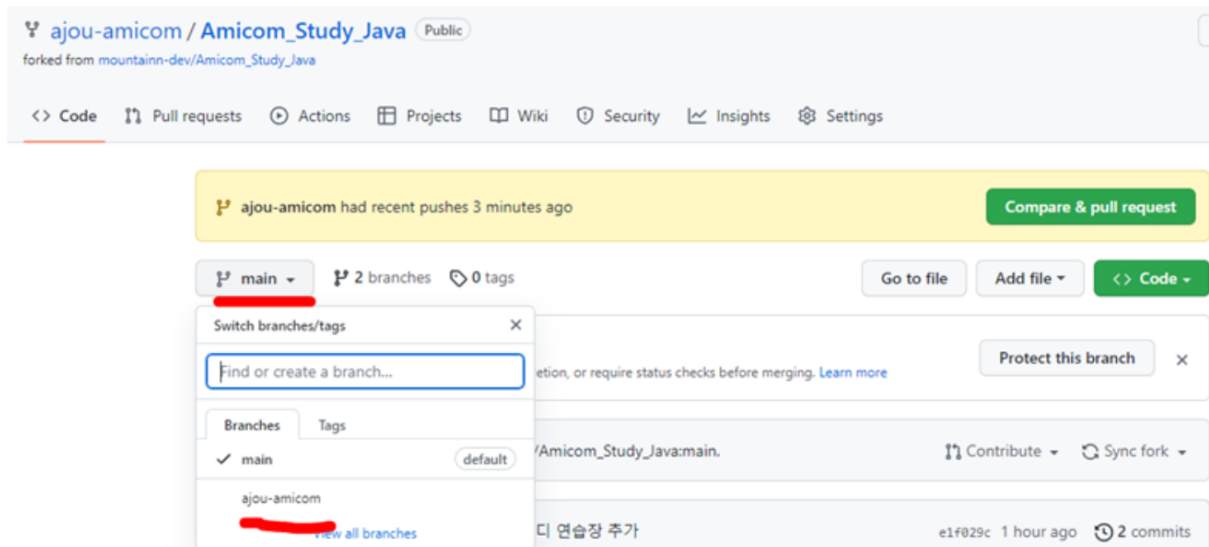 ajou-amicom / Amicom_Study_Java Public
forked from mountainn-dev/Amicom_Study_Java
<> Code Pull requests Actions Projects Wiki Security Insights Settings
ajou-amicom had recent pushes 3 minutes ago Compare & pull request
main 2 branches 0 tags Go to file Add file <> Code
Switch branches/tags
Protect this branch
Find or create a branch...
etion, or require status checks before merging. Learn more
Branches Tags
main default
/Amicom_Study_Java:main. Contribute Sync fork
ajou-amicom
View all branches
디 연습장 추가 e1f029c 1 hour ago 2 commits